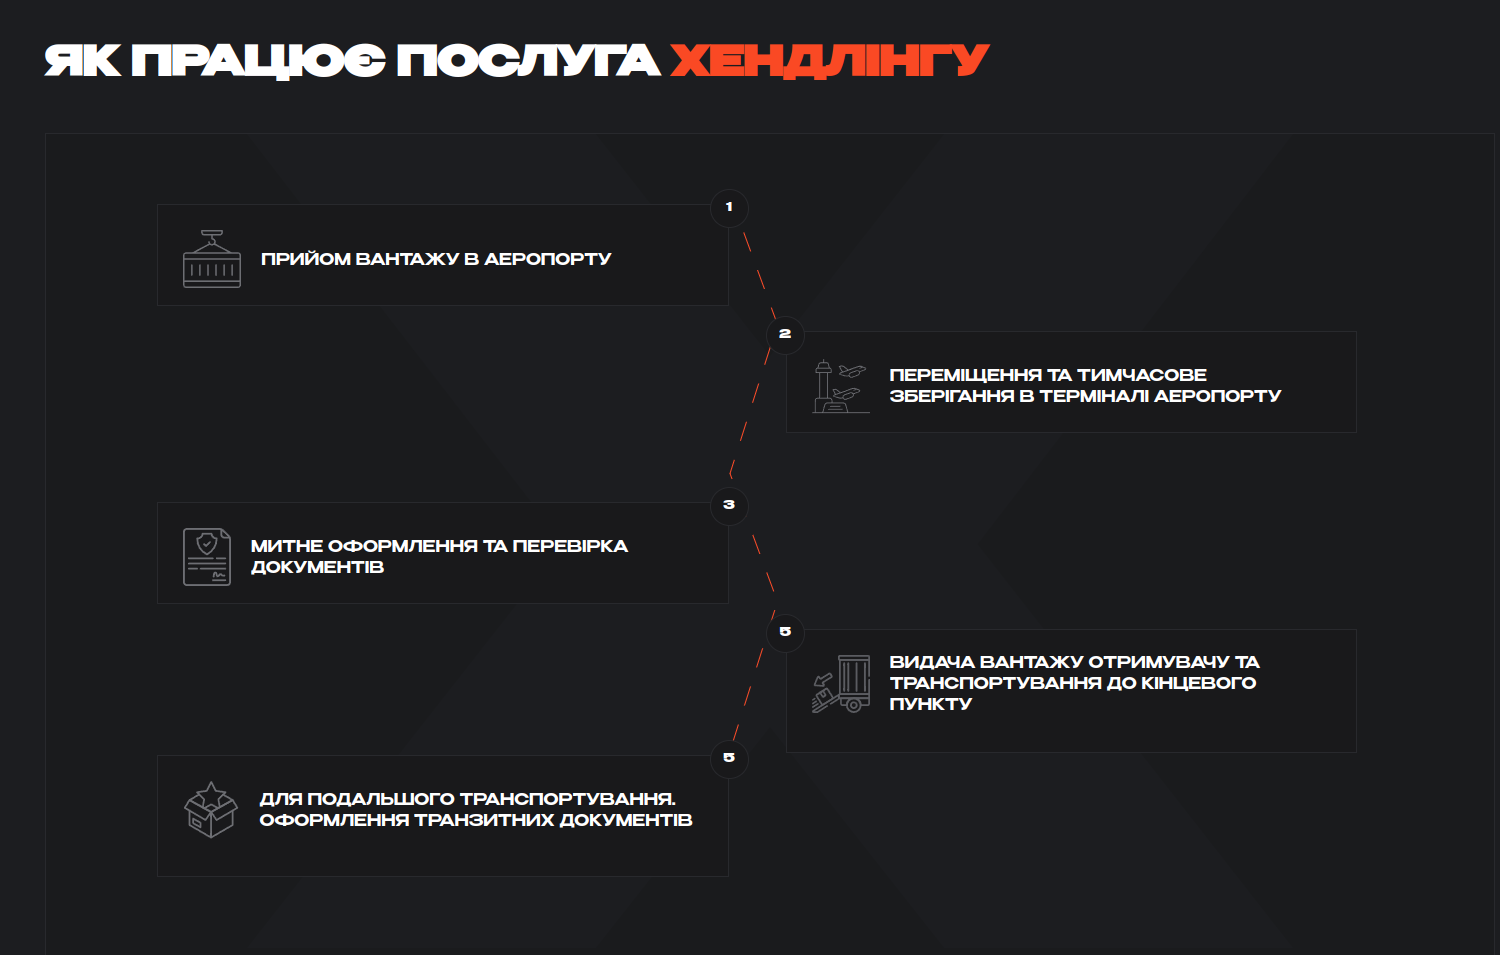 ЯК ПРАЦЮЄ ПОСЛУГА ХЕНДЛІНГУ
1
ПРИЙОМ ВАНТАЖУ В АЕРОПОРТУ
2
ПЕРЕМІЩЕННЯ ТА ТИМЧАСОВЕ
ЗБЕРІГАННЯ В ТЕРМІНАЛІ АЕРОПОРТУ
3
МИТНЕ ОФОРМЛЕННЯ ТА ПЕРЕВІРКА
ДОКУМЕНТІВ
5
ВИДАЧА ВАНТАЖУ ОТРИМУВАЧУ ТА
ТРАНСПОРТУВАННЯ ДО КІНЦЕВОГО
ПУНКТУ
5
ДЛЯ ПОДАЛЬШОГО ТРАНСПОРТУВАННЯ.
ОФОРМЛЕННЯ ТРАНЗИТНИХ ДОКУМЕНТІВ